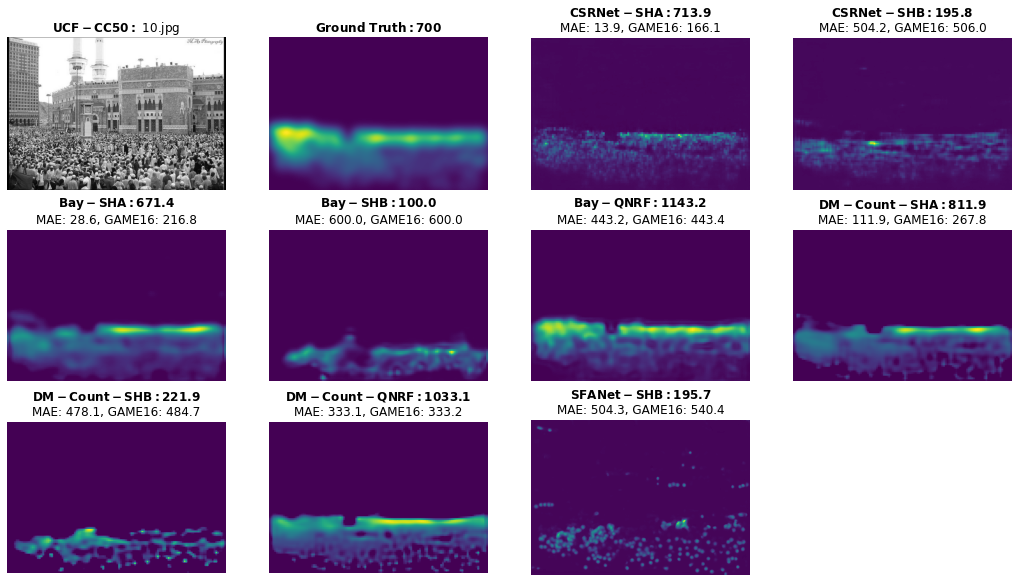 UCF−CC50: 10.jpg
Ground Truth:700
CSRNet−SHA:713.9
MAE: 13.9, GAME16: 166.1
CSRNet−SHB:195.8
MAE: 504.2, GAME16: 506.0
Bay−SHA:671.4
MAE: 28.6, GAME16: 216.8
Bay−SHB:100.0
MAE: 600.0, GAME16: 600.0
Bay−QNRF:1143.2
MAE: 443.2, GAME16: 443.4
DM−Count−SHA:811.9
MAE: 111.9, GAME16: 267.8
DM−Count−SHB:221.9
MAE: 478.1, GAME16: 484.7
DM−Count−QNRF:1033.1
MAE: 333.1, GAME16: 333.2
SFANet−SHB:195.7
MAE: 504.3, GAME16: 540.4